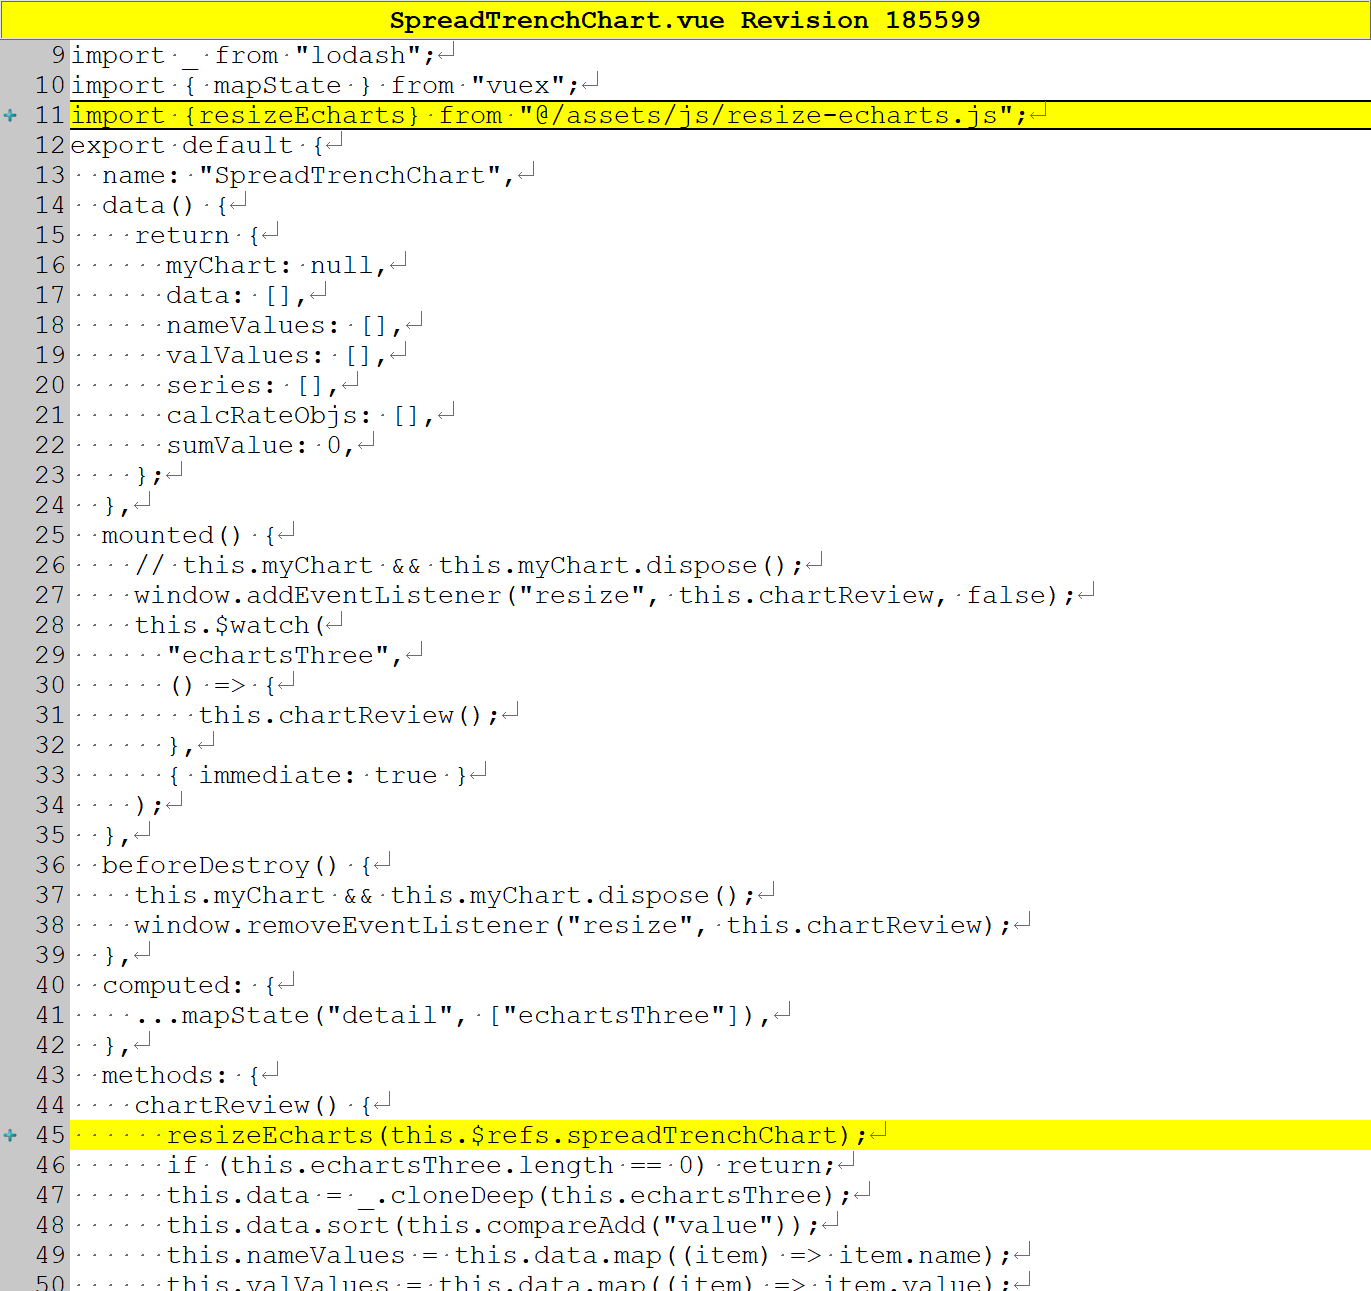 SpreadTrenchChart.vue Revision 185599
9 import _ from "lodash";
10 import { mapState } from "vuex";
11 import {resizeEcharts} from "@/assets/js/resize-echarts.js";
12 export default {
13   name: "SpreadTrenchChart",
14   data() {
15     return {
16       myChart: null,
17       data: [],
18       nameValues: [],
19       valValues: [],
20       series: [],
21       calcRateObjs: [],
22       sumValue: 0,
23     };
24   },
25   mounted() {
26     // this.myChart && this.myChart.dispose();
27     window.addEventListener("resize", this.chartReview, false);
28     this.$watch(
29       "echartsThree",
30       () => {
31         this.chartReview();
32       },
33       { immediate: true }
34     );
35   },
36   beforeDestroy() {
37     this.myChart && this.myChart.dispose();
38     window.removeEventListener("resize", this.chartReview);
39   },
40   computed: {
41     ...mapState("detail", ["echartsThree"]),
42   },
43   methods: {
44     chartReview() {
45       resizeEcharts(this.$refs.spreadTrenchChart);
46       if (this.echartsThree.length == 0) return;
47       this.data = _.cloneDeep(this.echartsThree);
48       this.data.sort(this.compareAdd("value"));
49       this.nameValues = this.data.map((item) => item.name);
50       this.valValues = this.data.map((item) => item.value);